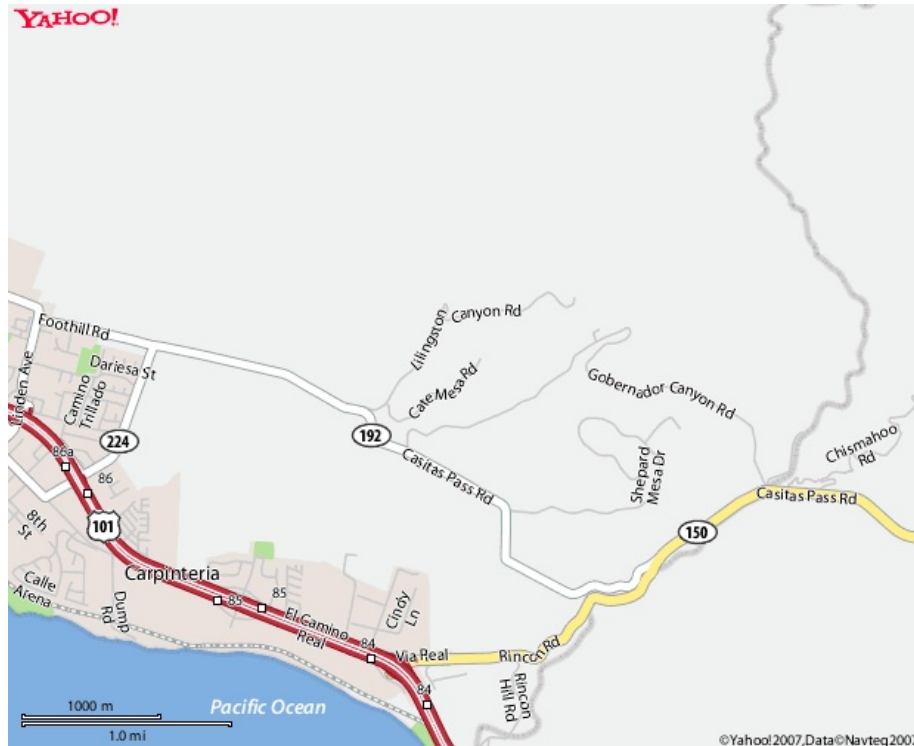 YAHOO!
Foothill Rd
Linden Ave
Dariesa St
Camino
Trillado
224
86a
86
8th
St
101
Calle
Arena
Dump
Rd
Carpinteria
85
85
El Camino
Real
Cindy
Ln
84
84
Via Real
Rincon Rd
Rincon
Hill Rd
Lilingston
Canyon Rd
Cate Mesa Rd
192
Casitas Pass Rd
Gobernador Canyon Rd
Shepard
Mesa Dr
150
Casitas Pass Rd
Chismahoo
Rd
Pacific Ocean
1000 m
1.0 mi
©Yahoo!2007,Data©Navteq2007